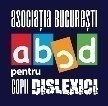 ASOCIAȚIA BUCUREȘTI
abcd
pentru
COPII DISLEXICI